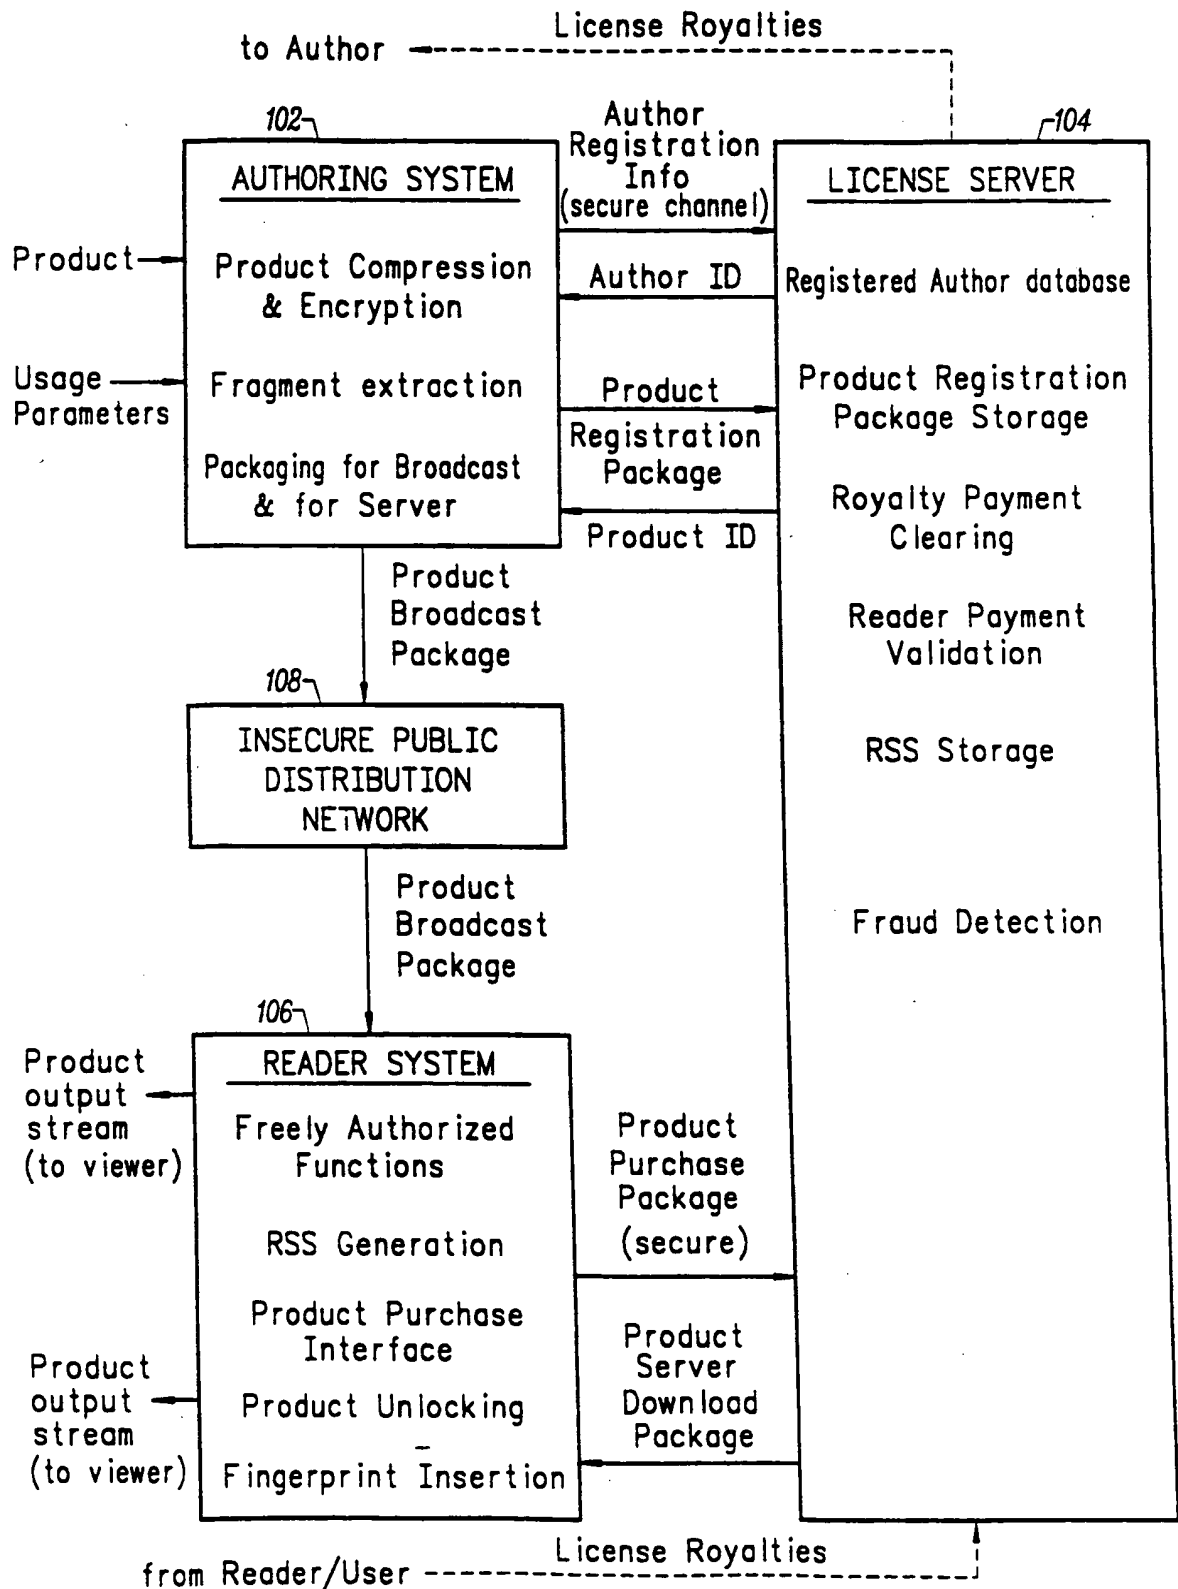 License Royalties
to Author
102
AUTHORING SYSTEM
Product Compression
& Encryption
Fragment extraction
Packaging for Broadcast
& for Server
Product
Usage
Parameters
Author
Registration
Info
(secure channel)
Author ID
Product
Registration
Package
Product ID
104
LICENSE SERVER
Registered Author database
Product Registration
Package Storage
Royalty Payment
Clearing
Reader Payment
Validation
RSS Storage
Fraud Detection
Product
Broadcast
Package
108
INSECURE PUBLIC
DISTRIBUTION
NETWORK
Product
Broadcast
Package
106
READER SYSTEM
Freely Authorized
Functions
RSS Generation
Product Purchase
Interface
Product Unlocking
Fingerprint Insertion
Product
output
stream
(to viewer)
Product
output
stream
(to viewer)
Product
Purchase
Package
(secure)
Product
Server
Download
Package
License Royalties
from Reader/User